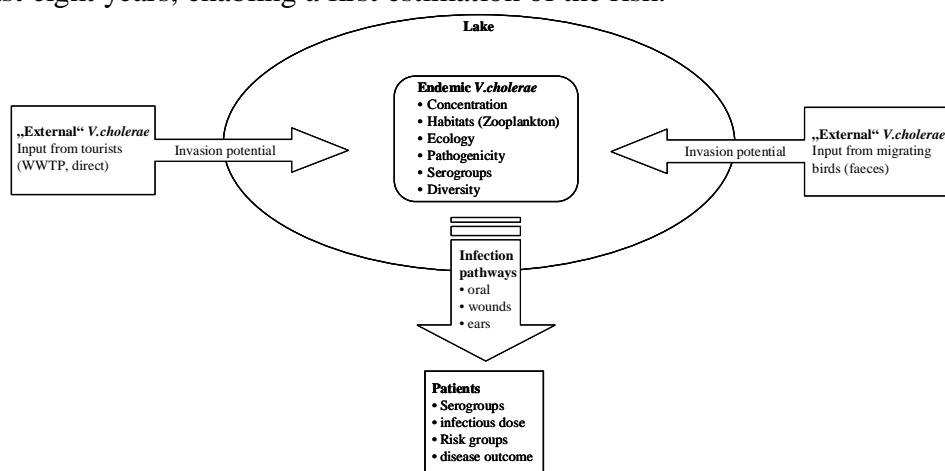 ast eight years, enabling a first estimation of the risk.
Lake
Endemic V.cholerae
• Concentration
• Habitats (Zooplankton)
• Ecology
• Pathogenicity
• Serogroups
• Diversity
„External“ V.cholerae
Input from tourists
(WWTP, direct)
Invasion potential
Invasion potential
„External“ V.cholerae
Input from migrating
birds (faeces)
Infection
pathways
• oral
• wounds
• ears
Patients
• Serogroups
• infectious dose
• Risk groups
• disease outcome